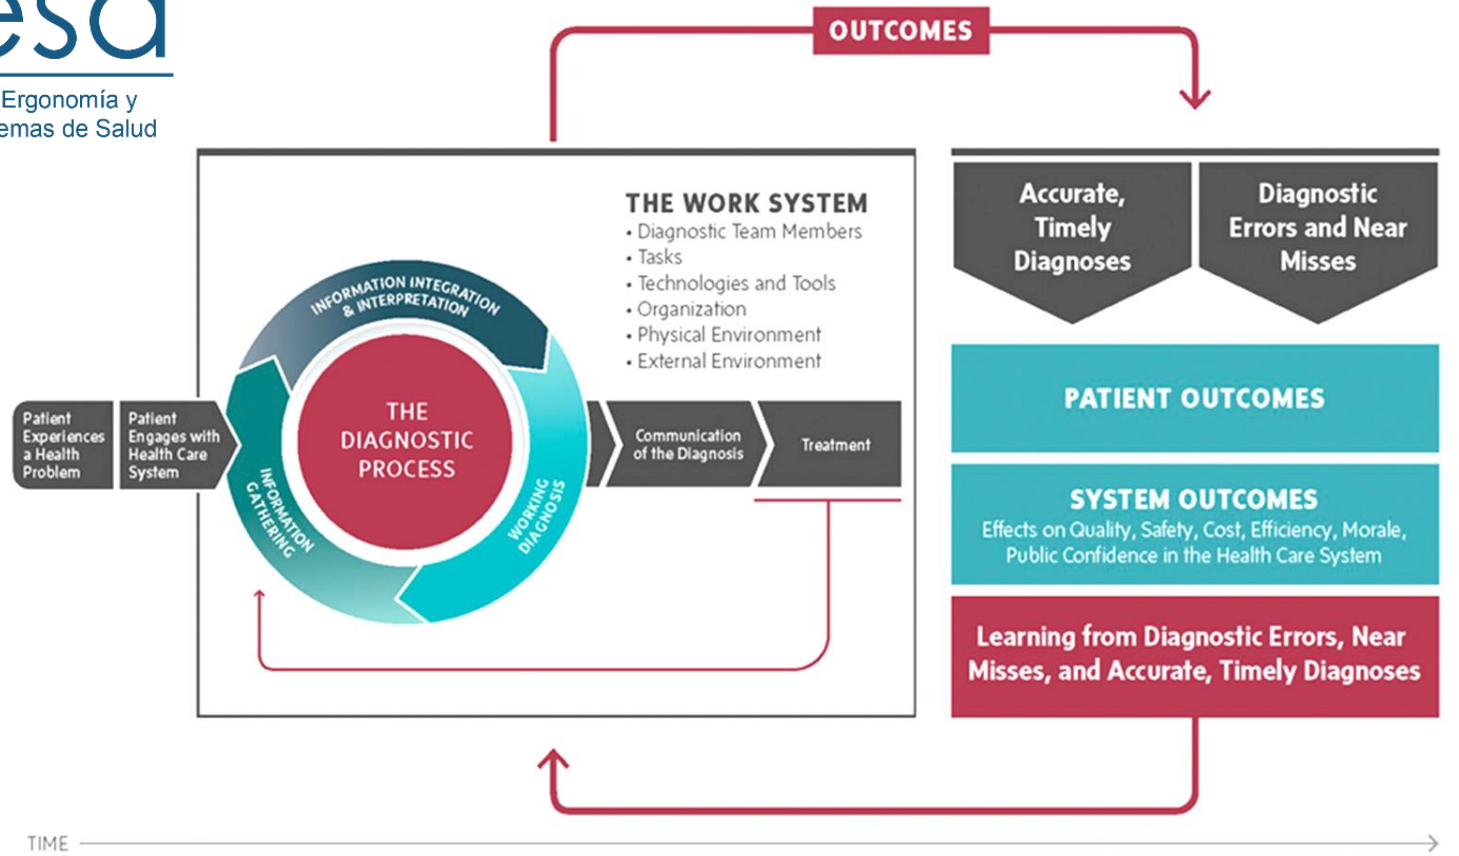 esa
Ergonomía y
emas de Salud
OUTCOMES
THE WORK SYSTEM
• Diagnostic Team Members
• Tasks
• Technologies and Tools
• Organization
• Physical Environment
• External Environment
INFORMATION INTEGRATION
& INTERPRETATION
THE
DIAGNOSTIC
PROCESS
INFORMATION
GATHERING
WORKING
DIAGNOSIS
Patient
Experiences
a Health
Problem
Patient
Engages with
Health Care
System
Communication
of the Diagnosis
Treatment
Accurate,
Timely
Diagnoses
Diagnostic
Errors and Near
Misses
PATIENT OUTCOMES
SYSTEM OUTCOMES
Effects on Quality, Safety, Cost, Efficiency, Morale,
Public Confidence in the Health Care System
Learning from Diagnostic Errors, Near
Misses, and Accurate, Timely Diagnoses
TIME